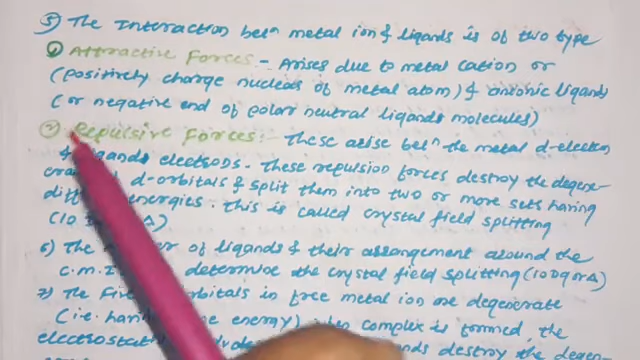 5) The Interaction betⁿ metal ion & ligands is of two type
① Attractive Forces - Arises due to metal cation or
(positively charge nucleus of metal atom) & anionic ligands
(or negative end of polar neutral ligands molecules)
② Repulsive Forces:- These arise betⁿ the metal d-electron
& ligands electrons. These repulsion forces destroy the degene-
d-orbitals & split them into two or more sets having
energies. This is called crystal field splitting
(10
6) The of ligands & their arrangement around the
C.M.I determine the crystal field splitting (10Dq or Δ)
7) The Five orbitals in free metal ion are degenerate
(i.e. energy) when complex is formed, the
electrostatic destroy the degen-